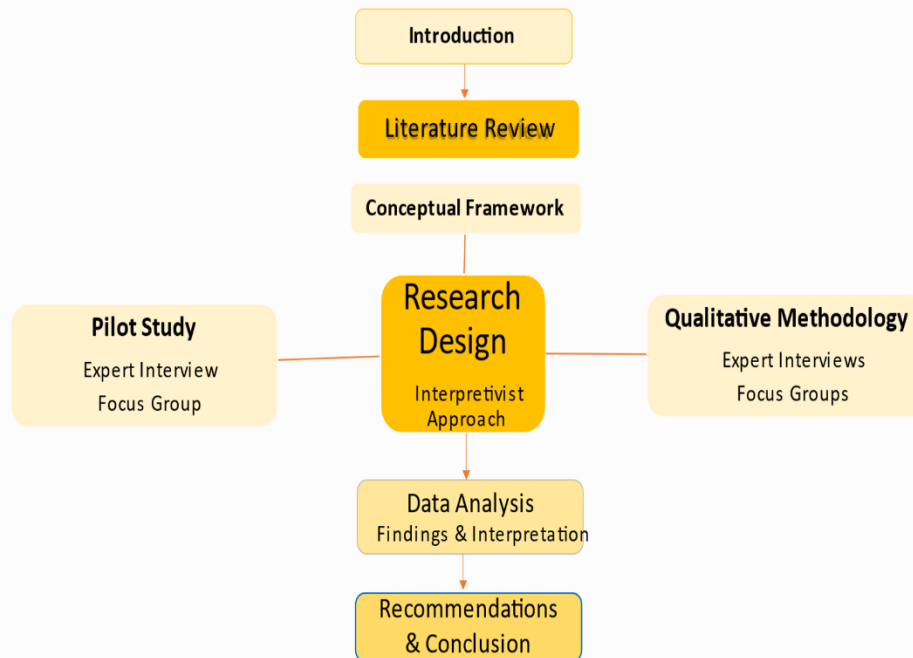 Introduction
Literature Review
Conceptual Framework
Research
Design
Interpretivist
Approach
Pilot Study
Expert Interview
Focus Group
Qualitative Methodology
Expert Interviews
Focus Groups
Data Analysis
Findings & Interpretation
Recommendations
& Conclusion